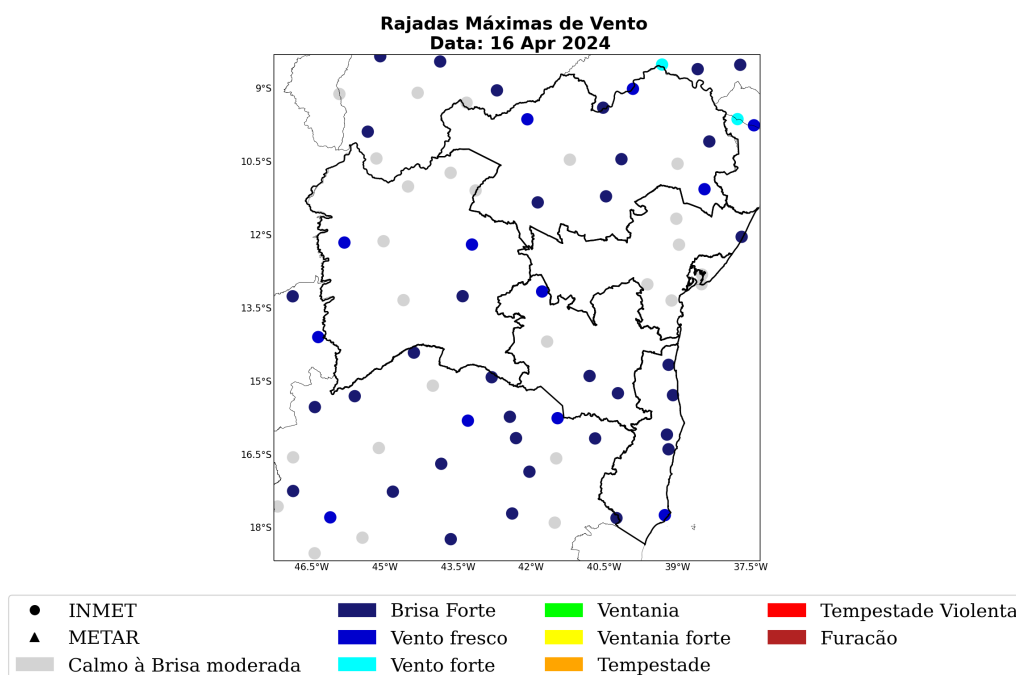 Rajadas Máximas de Vento
Data: 16 Apr 2024
9°S
10.5°S
12°S
13.5°S
15°S
16.5°S
18°S
46.5°W 45°W 43.5°W 42°W 40.5°W 39°W 37.5°W
INMET Brisa Forte Ventania Tempestade Violenta
METAR Vento fresco Ventania forte Furacão
Calmo à Brisa moderada Vento forte Tempestade